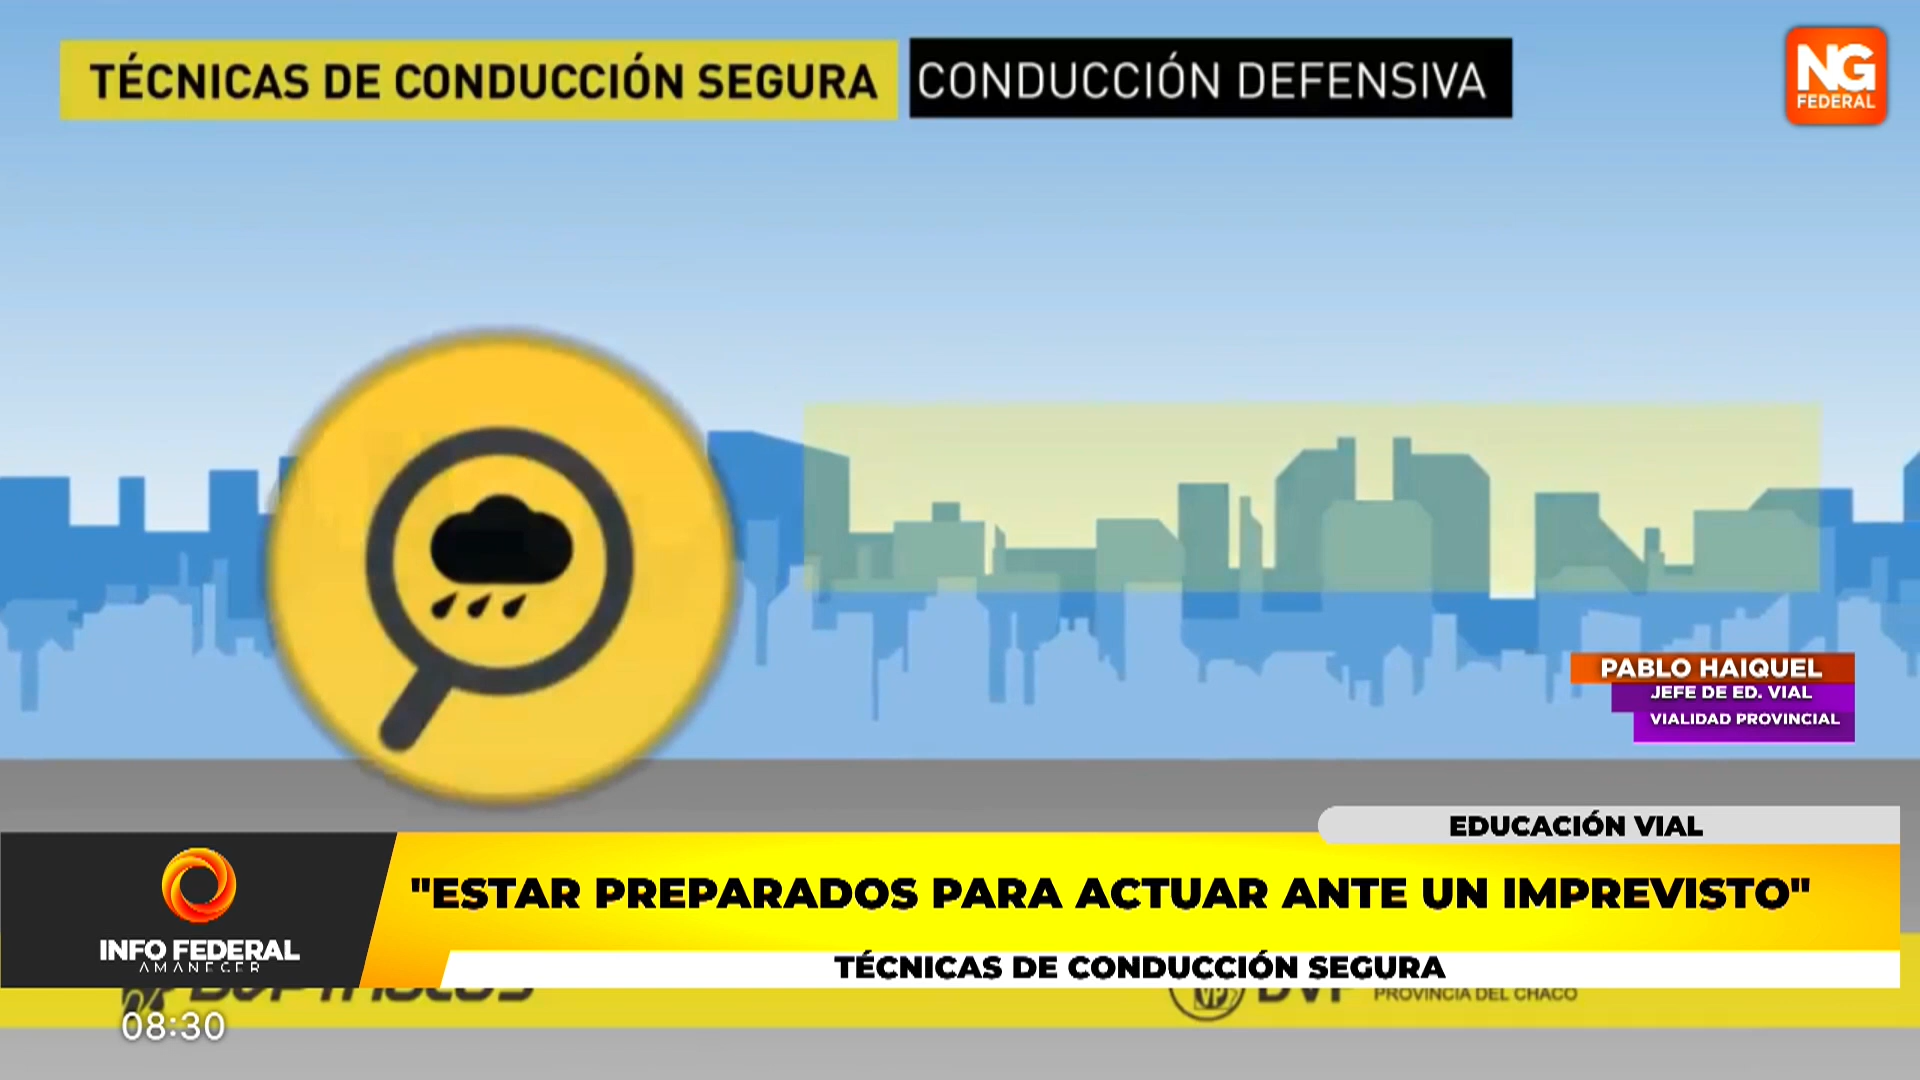 TÉCNICAS DE CONDUCCIÓN SEGURA CONDUCCIÓN DEFENSIVA
NG
FEDERAL
PABLO HAIQUEL
JEFE DE ED. VIAL
VIALIDAD PROVINCIAL
EDUCACIÓN VIAL
"ESTAR PREPARADOS PARA ACTUAR ANTE UN IMPREVISTO"
INFO FEDERAL
AMANECER
TÉCNICAS DE CONDUCCIÓN SEGURA
PROVINCIA DEL CHACO
08:30